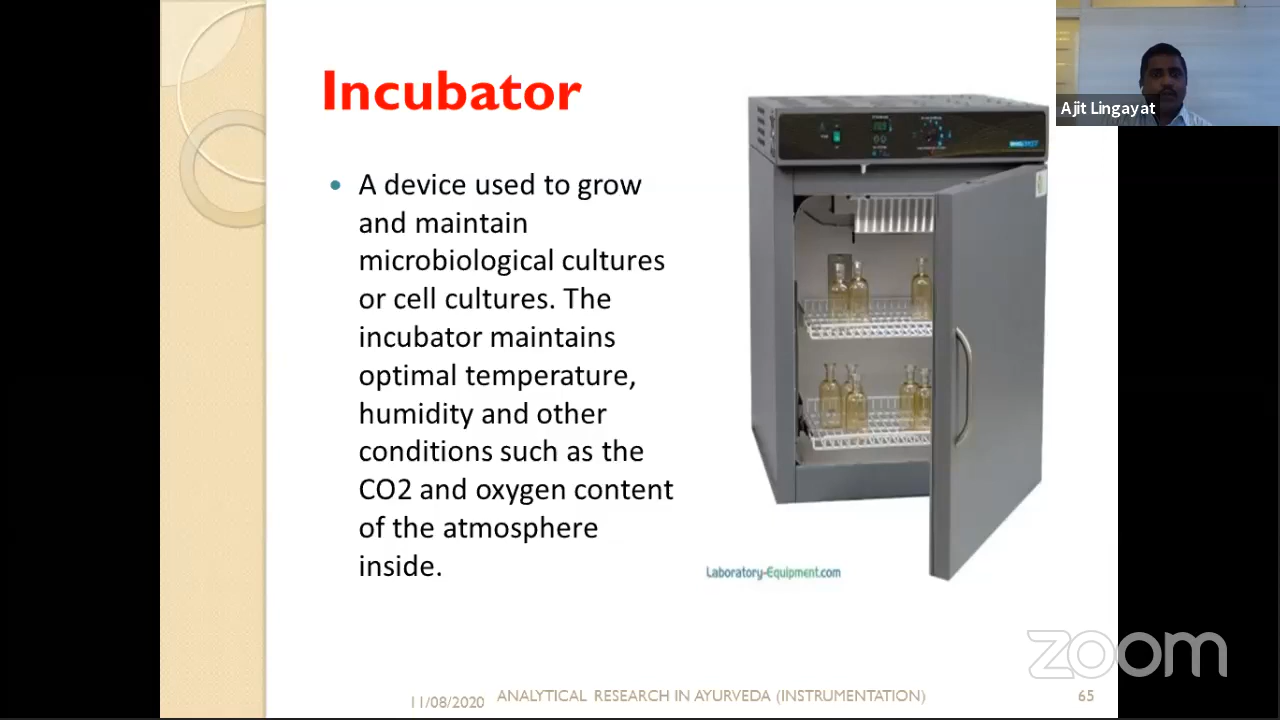 Incubator
Ajit Lingayat
• A device used to grow
and maintain
microbiological cultures
or cell cultures. The
incubator maintains
optimal temperature,
humidity and other
conditions such as the
CO2 and oxygen content
of the atmosphere
inside.
Laboratory-Equipment.com
zoom
11/08/2020
ANALYTICAL RESEARCH IN AYURVEDA (INSTRUMENTATION)
65